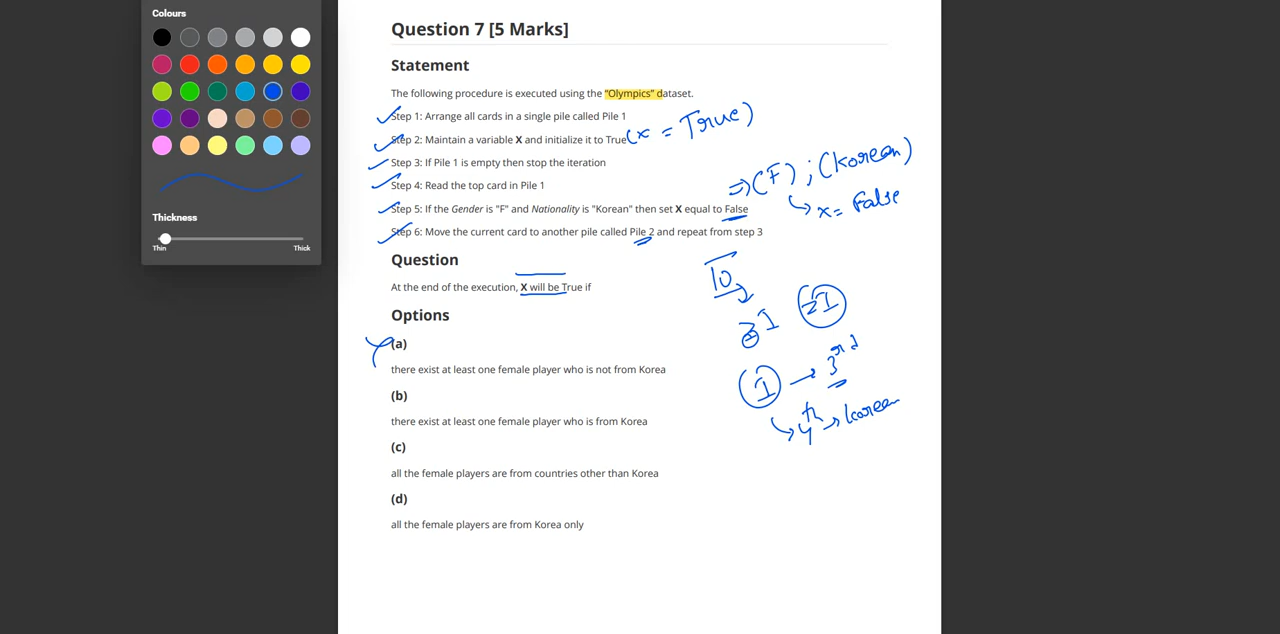 Colours
Thickness
Thin
Thick
Question 7 [5 Marks]
Statement
The following procedure is executed using the "Olympics" dataset.
Step 1: Arrange all cards in a single pile called Pile 1
Step 2: Maintain a variable X and initialize it to True (x = True)
Step 3: If Pile 1 is empty then stop the iteration
Step 4: Read the top card in Pile 1
=> (F) ; (Korean)
Step 5: If the Gender is "F" and Nationality is "Korean" then set X equal to False
x = False
Step 6: Move the current card to another pile called Pile 2 and repeat from step 3
Question
10
At the end of the execution, X will be True if
Options
(a)
there exist at least one female player who is not from Korea
1 → 3rd
(b)
4th → korean
there exist at least one female player who is from Korea
(c)
all the female players are from countries other than Korea
(d)
all the female players are from Korea only